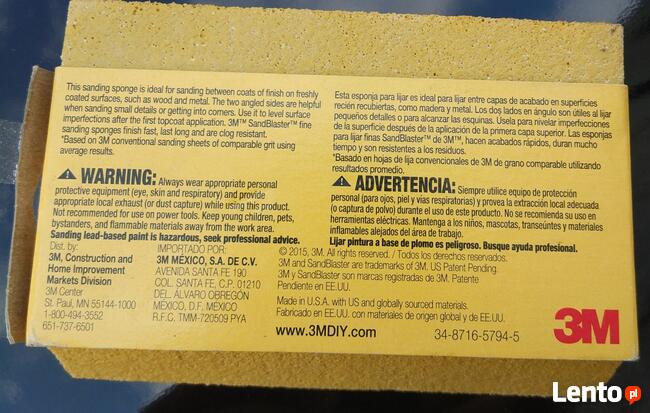 This sanding sponge is ideal for sanding between coats of finish on freshly
coated surfaces, such as wood and metal. The two angled sides are helpful
when sanding small details or getting into corners. Use it to level surface
imperfections after the first topcoat application. 3M™ SandBlaster™ fine
sanding sponges finish fast, last long and are clog resistant.
*Based on 3M conventional sanding sheets of comparable grit using
average results.
⚠ WARNING: Always wear appropriate personal
protective equipment (eye, skin and respiratory) and provide
appropriate local exhaust (or dust capture) while using this product.
Not recommended for use on power tools. Keep young children, pets,
bystanders, and flammable materials away from the work area.
Sanding lead-based paint is hazardous, seek professional advice.
Dist. by:
3M, Construction and
Home Improvement
Markets Division
3M Center
St. Paul, MN 55144-1000
1-800-494-3552
651-737-6501
IMPORTADO POR:
3M MÉXICO, S.A. DE C.V.
AVENIDA SANTA FE 190
COL. SANTA FE, C.P. 01210
DEL. ALVARO OBREGÓN
MÉXICO, D.F. MÉXICO
R.F.C. TMM-720509 PYA
Esta esponja para lijar es ideal para lijar entre capas de acabado en superficies
recién recubiertas, como madera y metal. Los dos lados en ángulo son útiles al lijar
pequeños detalles o para alcanzar las esquinas. Úsela para nivelar imperfecciones
de la superficie después de la aplicación de la primera capa superior. Las esponjas
para lijar finas SandBlaster™ de 3M™, hacen acabados rápidos, duran mucho
tiempo y son resistentes a los residuos.
*Basado en hojas de lija convencionales de 3M de grano comparable utilizando
resultados promedio.
⚠ ADVERTENCIA: Siempre utilice equipo de protección
personal (para ojos, piel y vías respiratorias) y provea la extracción local adecuada
(o captura de polvo) durante el uso de este producto. No se recomienda su uso en
herramientas eléctricas. Mantenga a los niños, mascotas, transeúntes y materiales
inflamables alejados del área de trabajo.
Lijar pintura a base de plomo es peligroso. Busque ayuda profesional.
© 2015, 3M. All rights reserved. / Todos los derechos reservados.
3M and SandBlaster are trademarks of 3M. US Patent Pending.
3M y SandBlaster son marcas registradas de 3M. Patente
Pendiente en EE.UU.
Made in U.S.A. with US and globally sourced materials.
Fabricado en EE.UU. con materiales de origen global y de EE.UU.
www.3MDIY.com
34-8716-5794-5
3M
Lento.pl